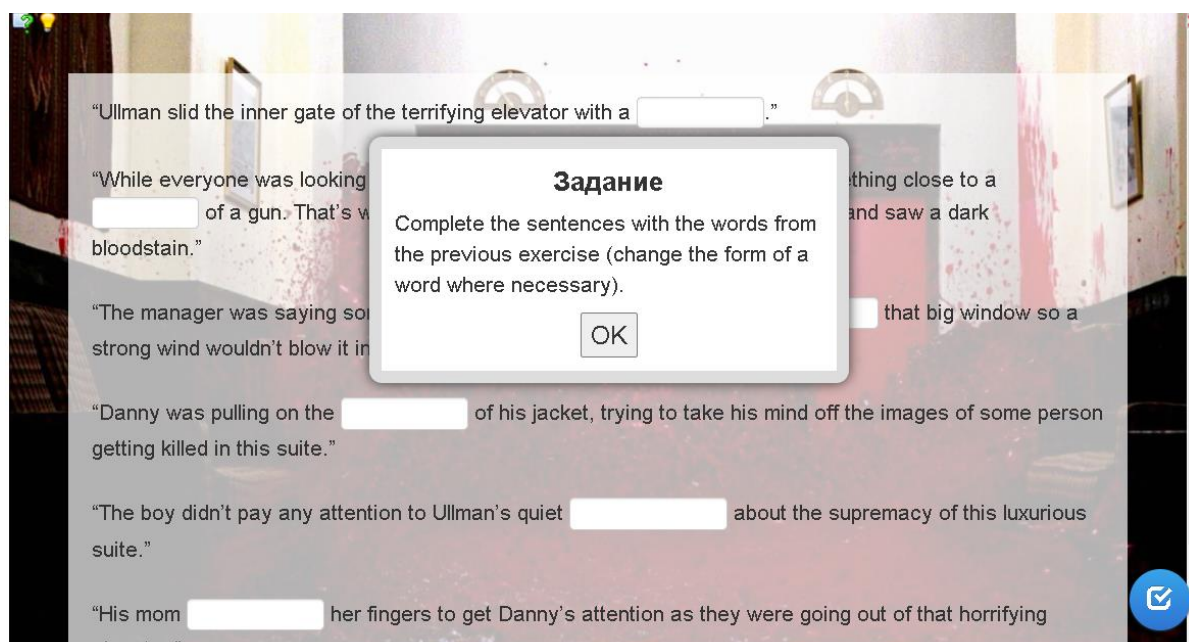 “Ullman slid the inner gate of the terrifying elevator with a .”
“While everyone was looking thing close to a
of a gun. That’s w and saw a dark
bloodstain.”
Задание
Complete the sentences with the words from
the previous exercise (change the form of a
word where necessary).
OK
“The manager was saying so that big window so a
strong wind wouldn’t blow it in
“Danny was pulling on the of his jacket, trying to take his mind off the images of some person
getting killed in this suite.”
“The boy didn’t pay any attention to Ullman’s quiet about the supremacy of this luxurious
suite.”
“His mom her fingers to get Danny’s attention as they were going out of that horrifying